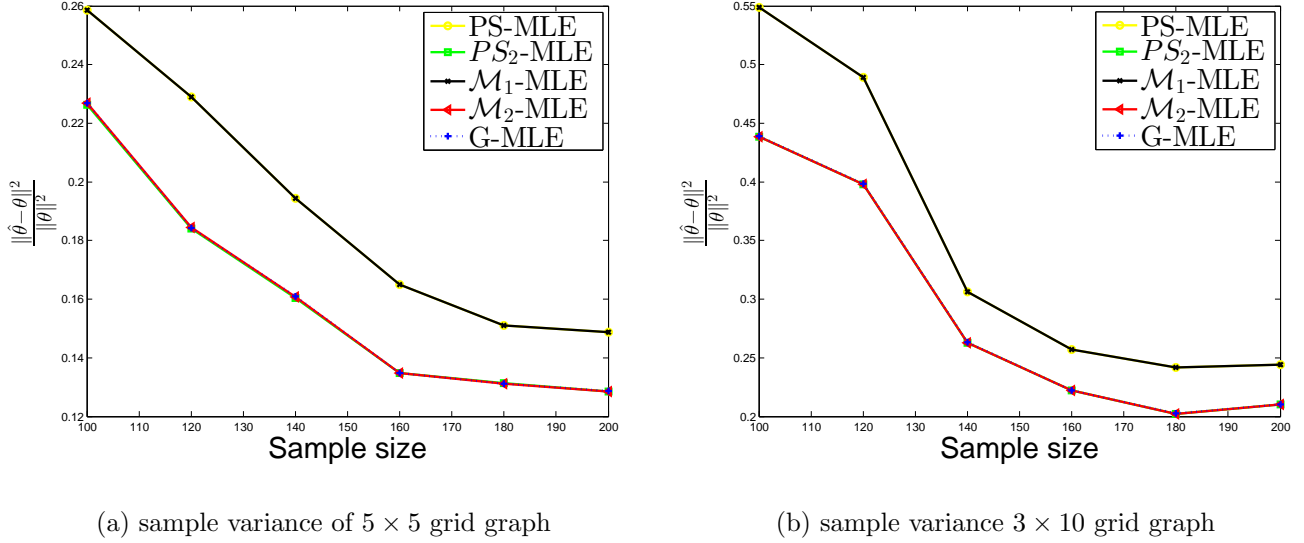 0.26
0.24
0.22
0.2
0.18
0.16
0.14
0.12
100 110 120 130 140 150 160 170 180 190 200
Sample size
||θ̂−θ||²
||θ||²
PS-MLE
PS₂-MLE
ℳ₁-MLE
ℳ₂-MLE
G-MLE
(a) sample variance of 5 × 5 grid graph
0.55
0.5
0.45
0.4
0.35
0.3
0.25
0.2
100 110 120 130 140 150 160 170 180 190 200
Sample size
||θ̂−θ||²
||θ||²
PS-MLE
PS₂-MLE
ℳ₁-MLE
ℳ₂-MLE
G-MLE
(b) sample variance 3 × 10 grid graph